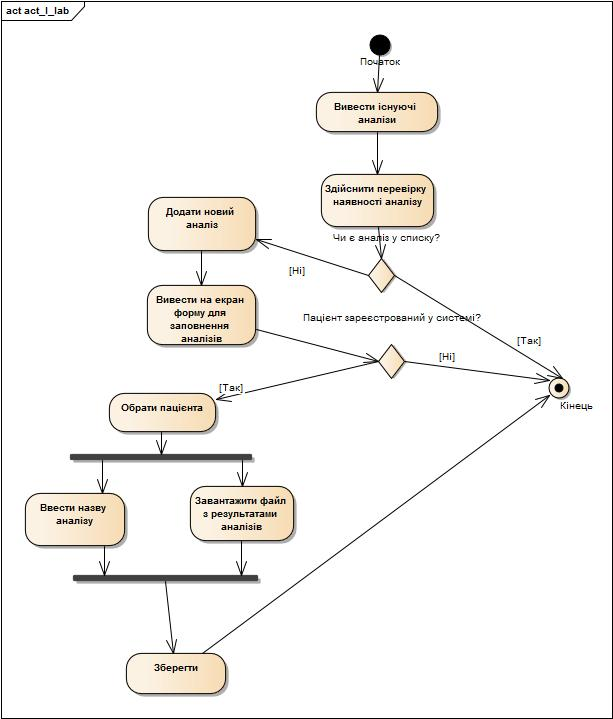 act act_l_lab
Початок
Вивести існуючі
аналізи
Здійснити перевірку
наявності аналізу
Чи є аналіз у списку?
Додати новий
аналіз
[Ні]
Вивести на екран
форму для
заповнення
аналізів
Пацієнт зареєстрований у системі?
[Так]
[Ні]
Кінець
[Так]
Обрати пацієнта
Ввести назву
аналізу
Завантажити файл
з результатами
аналізів
Зберегти